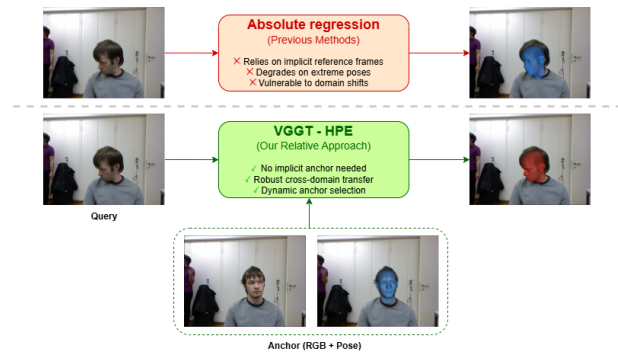 Absolute regression
(Previous Methods)
✕ Relies on implicit reference frames
✕ Degrades on extreme poses
✕ Vulnerable to domain shifts
VGGT - HPE
(Our Relative Approach)
✓ No implicit anchor needed
✓ Robust cross-domain transfer
✓ Dynamic anchor selection
Query
Anchor (RGB + Pose)